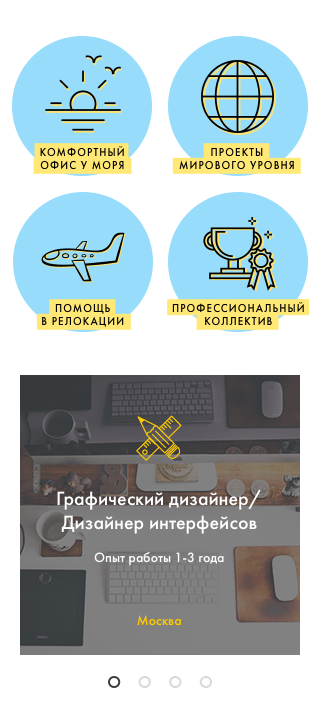 КОМФОРТНЫЙ
ОФИС У МОРЯ
ПРОЕКТЫ
МИРОВОГО УРОВНЯ
ПОМОЩЬ
В РЕЛОКАЦИИ
ПРОФЕССИОНАЛЬНЫЙ
КОЛЛЕКТИВ
Графический дизайнер/
Дизайнер интерфейсов
Опыт работы 1-3 года
Москва